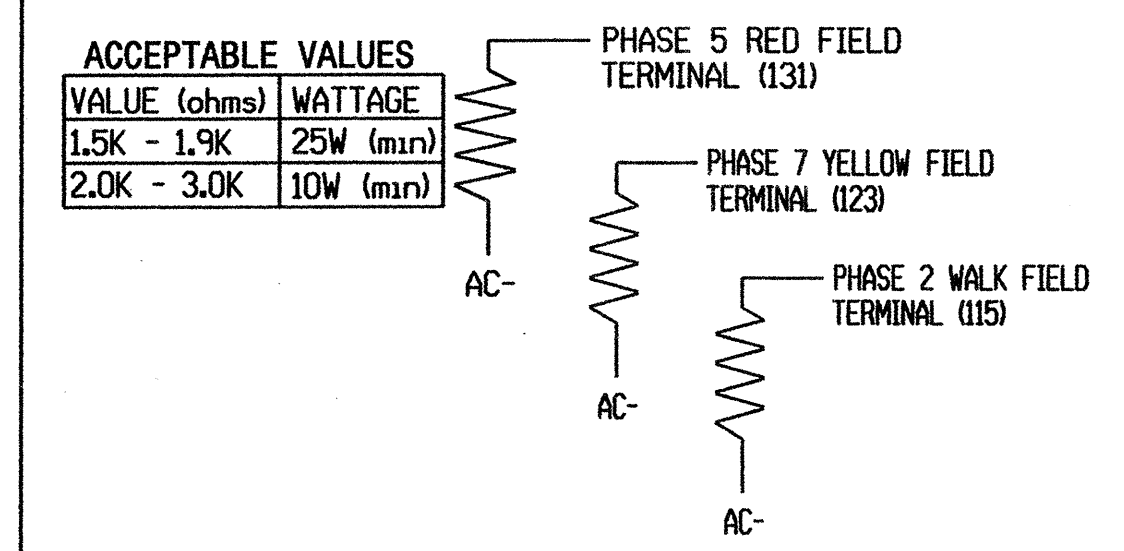 ACCEPTABLE VALUES
VALUE (ohms) WATTAGE
1.5K - 1.9K 25W (min)
2.0K - 3.0K 10W (min)
PHASE 5 RED FIELD
TERMINAL (131)
AC-
PHASE 7 YELLOW FIELD
TERMINAL (123)
AC-
PHASE 2 WALK FIELD
TERMINAL (115)
AC-